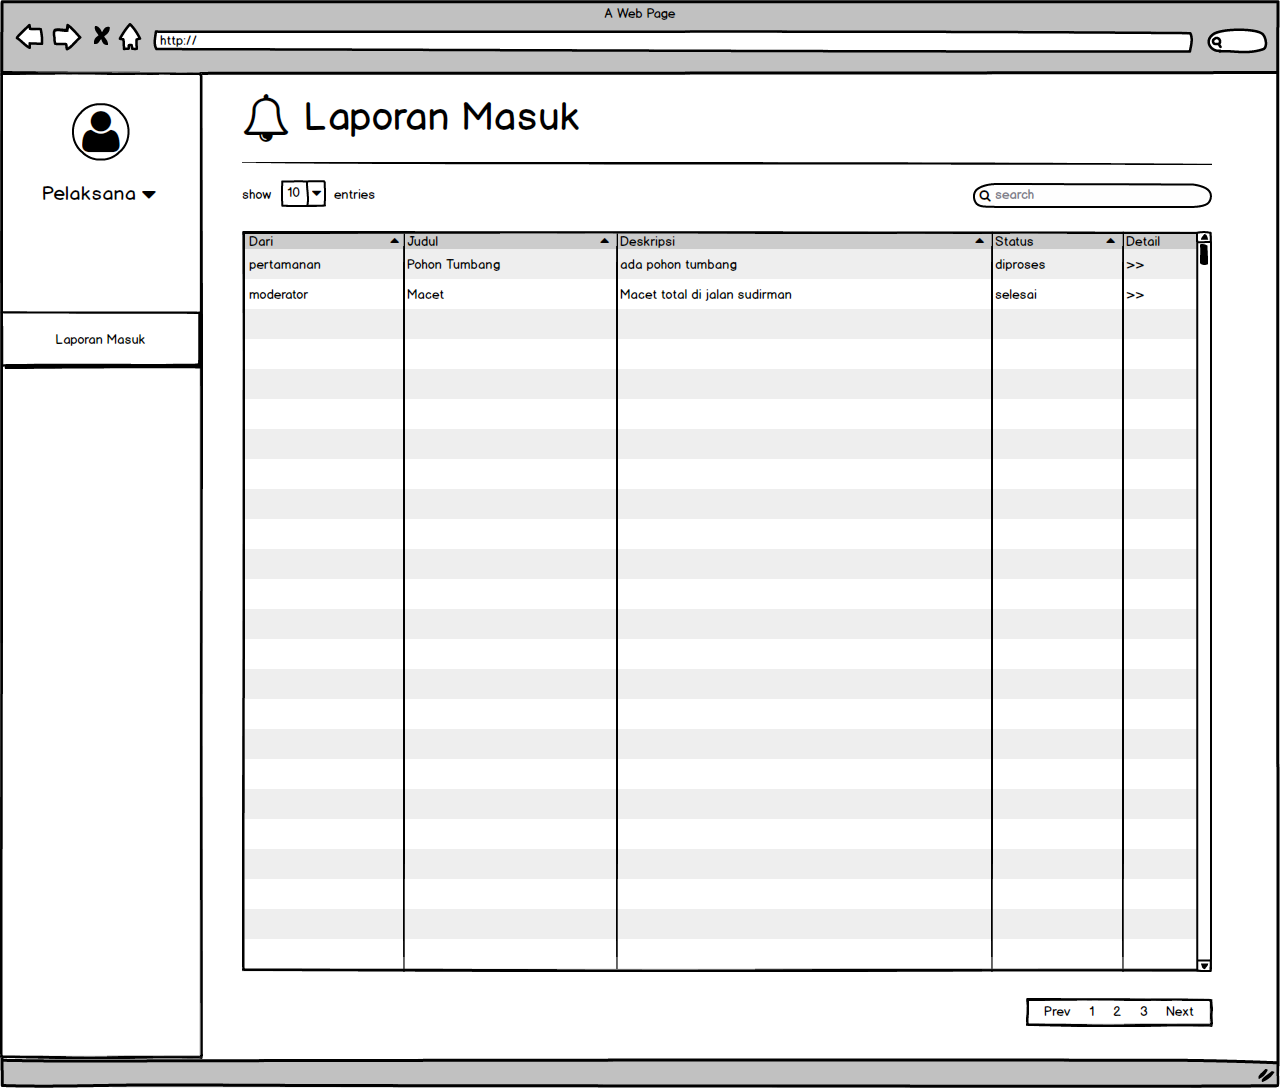 A Web Page
http://
Pelaksana
Laporan Masuk
Laporan Masuk
show 10 entries
search
Dari Judul Deskripsi Status Detail
pertamanan Pohon Tumbang ada pohon tumbang diproses >>
moderator Macet Macet total di jalan sudirman selesai >>
Prev 1 2 3 Next